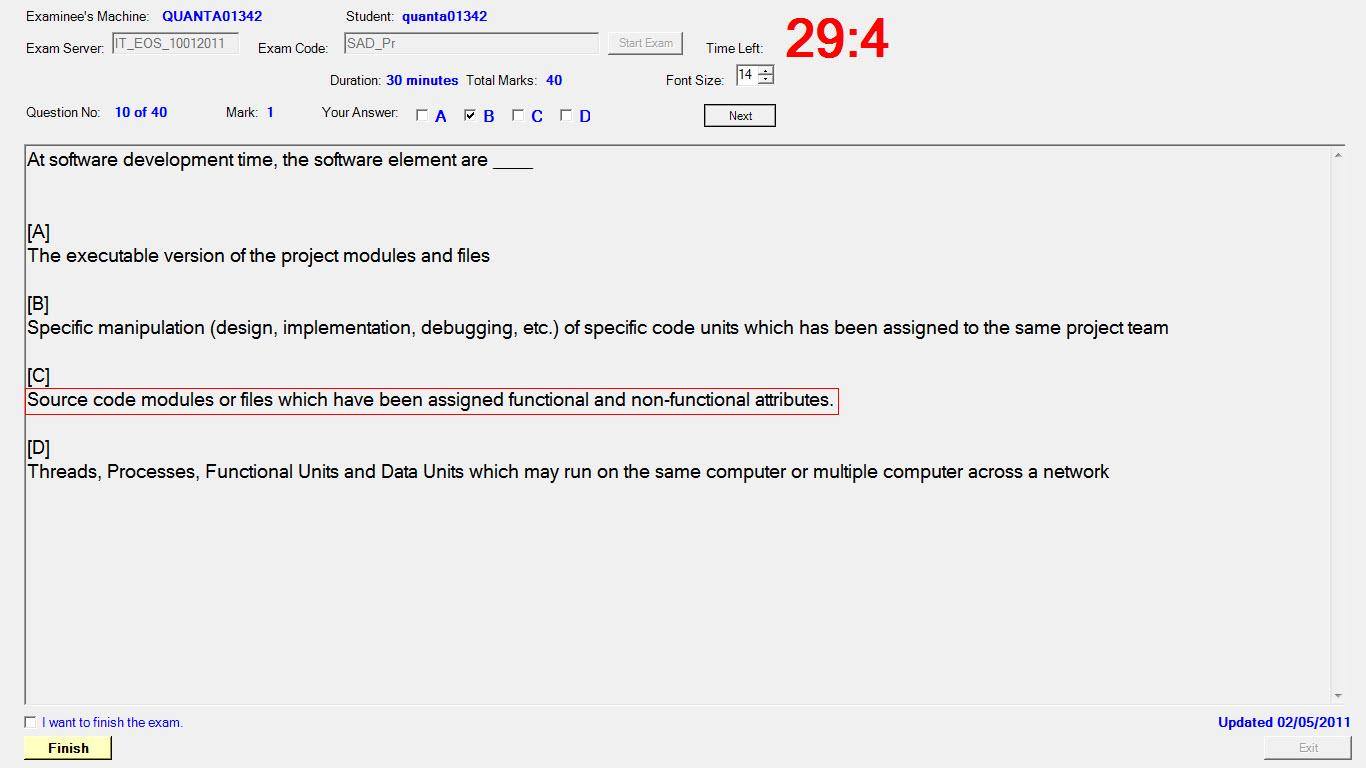 Examinee's Machine: QUANTA01342 Student: quanta01342
Exam Server: IT_EOS_10012011 Exam Code: SAD_Pr Start Exam Time Left: 29:4
Duration: 30 minutes Total Marks: 40 Font Size: 14
Question No: 10 of 40 Mark: 1 Your Answer: A B C D Next
At software development time, the software element are ____
[A]
The executable version of the project modules and files
[B]
Specific manipulation (design, implementation, debugging, etc.) of specific code units which has been assigned to the same project team
[C]
Source code modules or files which have been assigned functional and non-functional attributes.
[D]
Threads, Processes, Functional Units and Data Units which may run on the same computer or multiple computer across a network
I want to finish the exam. Updated 02/05/2011
Finish Exit